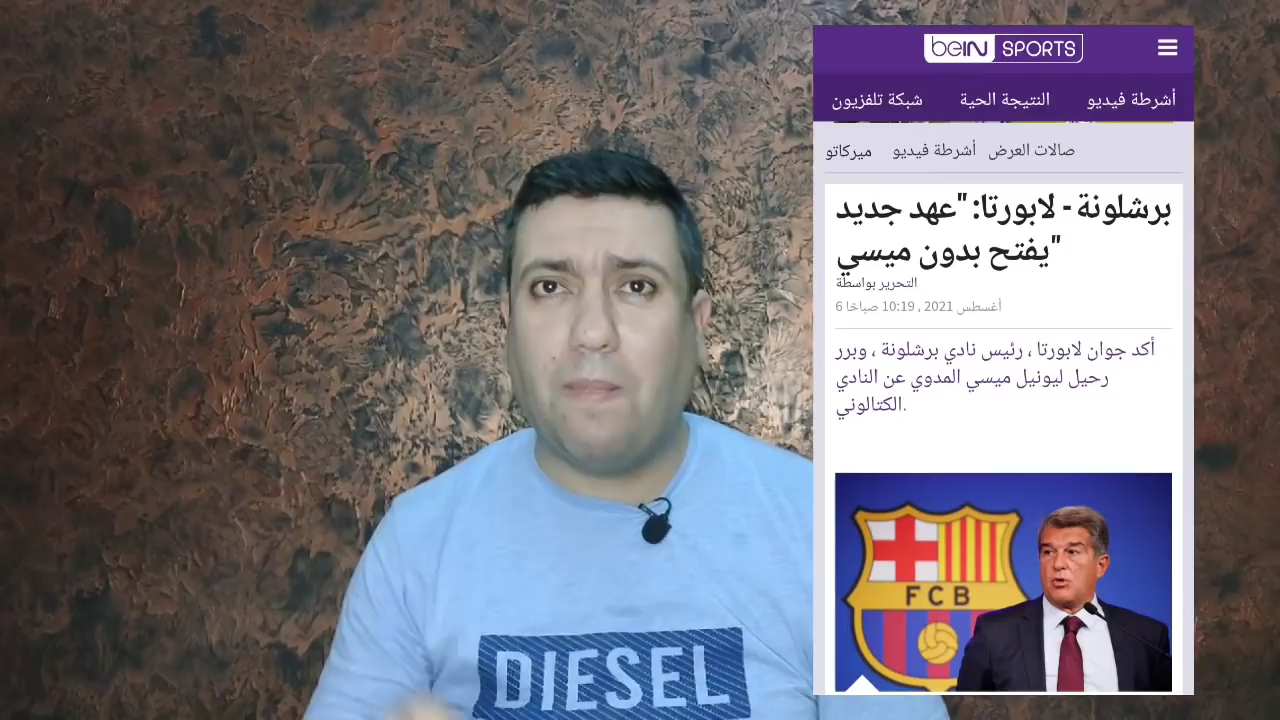 beIN SPORTS
أشرطة فيديو النتيجة الحية شبكة تلفزيون
صالات العرض أشرطة فيديو ميركاتو
برشلونة - لابورتا: "عهد جديد
يفتح بدون ميسي"
التحرير بواسطة
6 أغسطس 2021 ، 10:19 صباحًا
أكد جوان لابورتا ، رئيس نادي برشلونة ، وبرر
رحيل ليونيل ميسي المدوي عن النادي
الكتالوني.
FCB
DIESEL